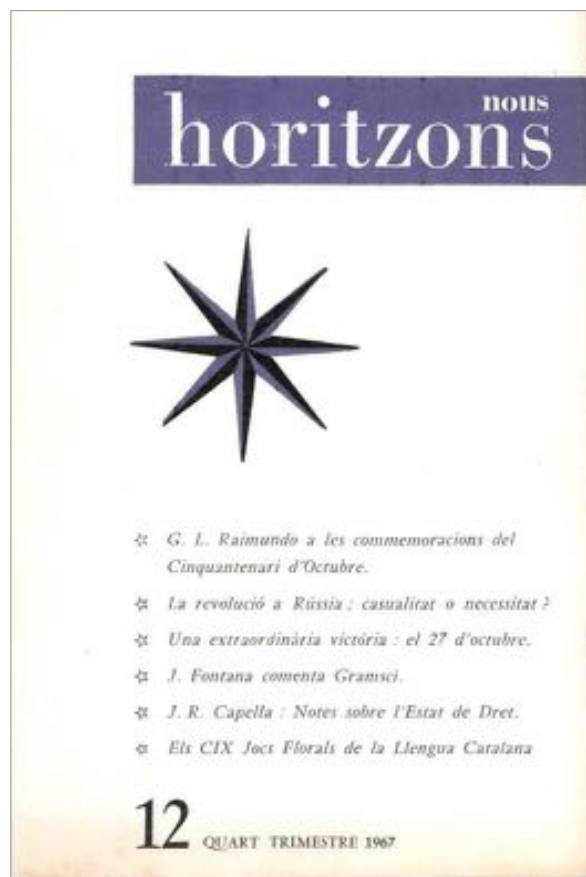 nous
horitzons
G. L. Raimundo a les commemoracions del
Cinquantenari d'Octubre.
La revolució a Rússia : casualitat o necessitat ?
Una extraordinària victória : el 27 d'octubre.
J. Fontana comenta Gramsci.
J. R. Capella : Notes sobre l'Estat de Dret.
Els CIX Jocs Florals de la Llengua Catalana
12 QUART TRIMESTRE 1967